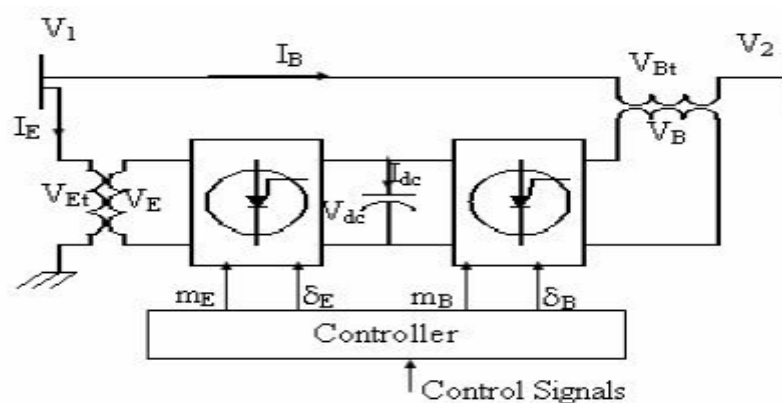 V1
V2
IB
VBt
IE
VB
VEt
VE
Idc
Vdc
mE
δE
mB
δB
Controller
Control Signals